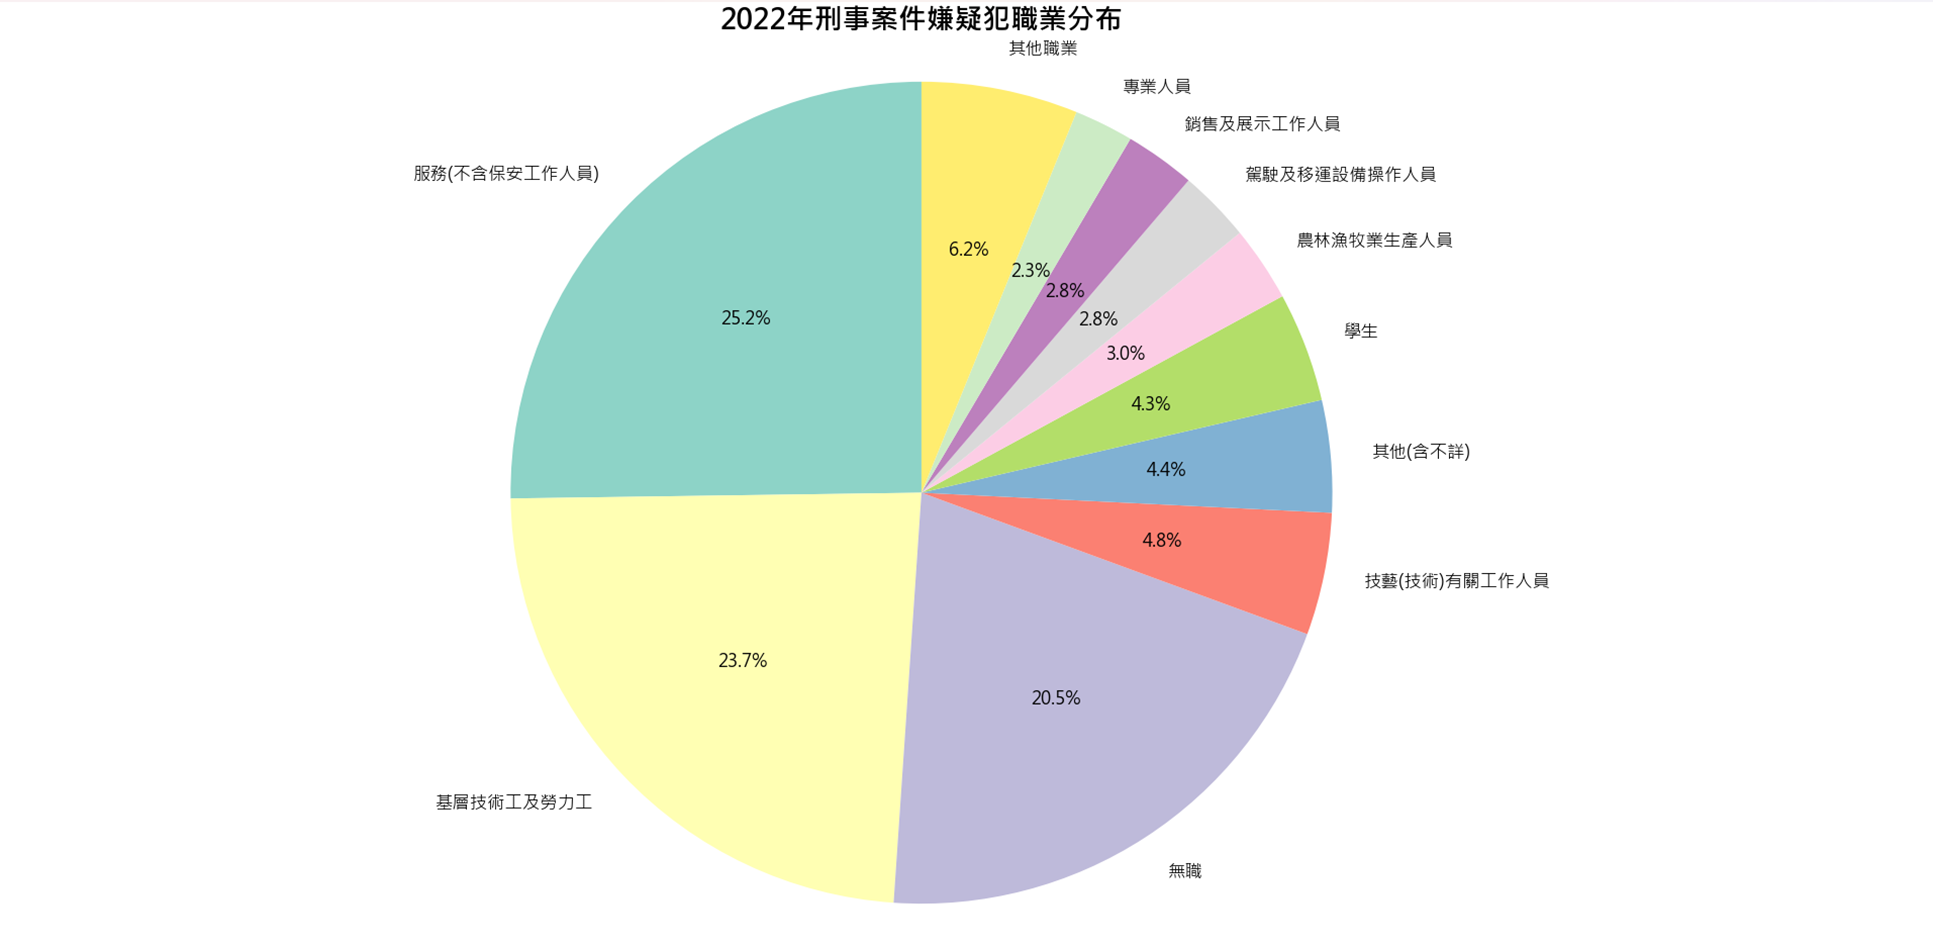 2022年刑事案件嫌疑犯職業分布
其他職業
專業人員
銷售及展示工作人員
服務(不含保安工作人員)
駕駛及移運設備操作人員
農林漁牧業生產人員
6.2%
2.3%
2.8%
25.2%
2.8%
學生
3.0%
4.3%
其他(含不詳)
4.4%
4.8%
技藝(技術)有關工作人員
23.7%
20.5%
基層技術工及勞力工
無職